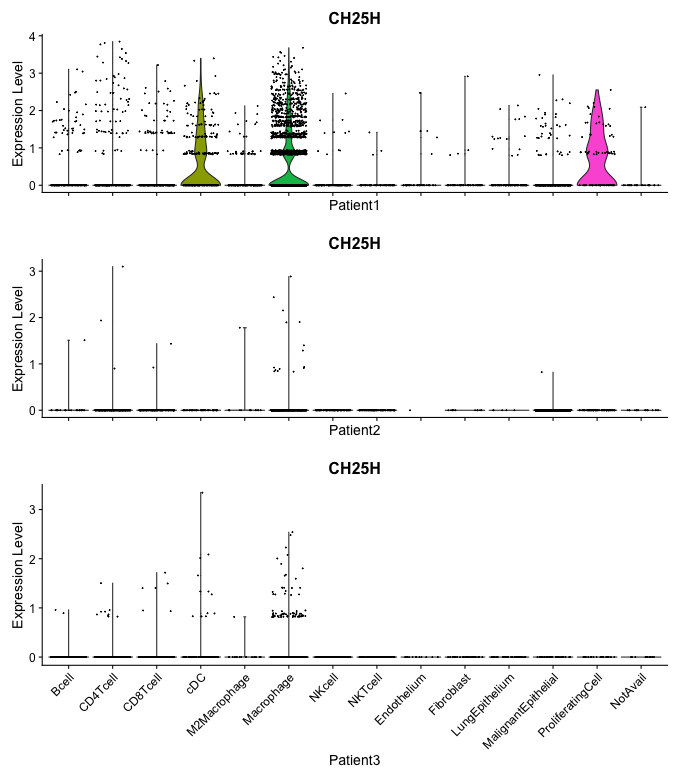 CH25H
Expression Level
4
3
2
1
0
Patient1
CH25H
Expression Level
3
2
1
0
Patient2
CH25H
Expression Level
3
2
1
0
Bcell
CD4Tcell
CD8Tcell
cDC
M2Macrophage
Macrophage
NKcell
NKTcell
Endothelium
Fibroblast
LungEpithelium
MalignantEpithelial
ProliferatingCell
NotAvail
Patient3